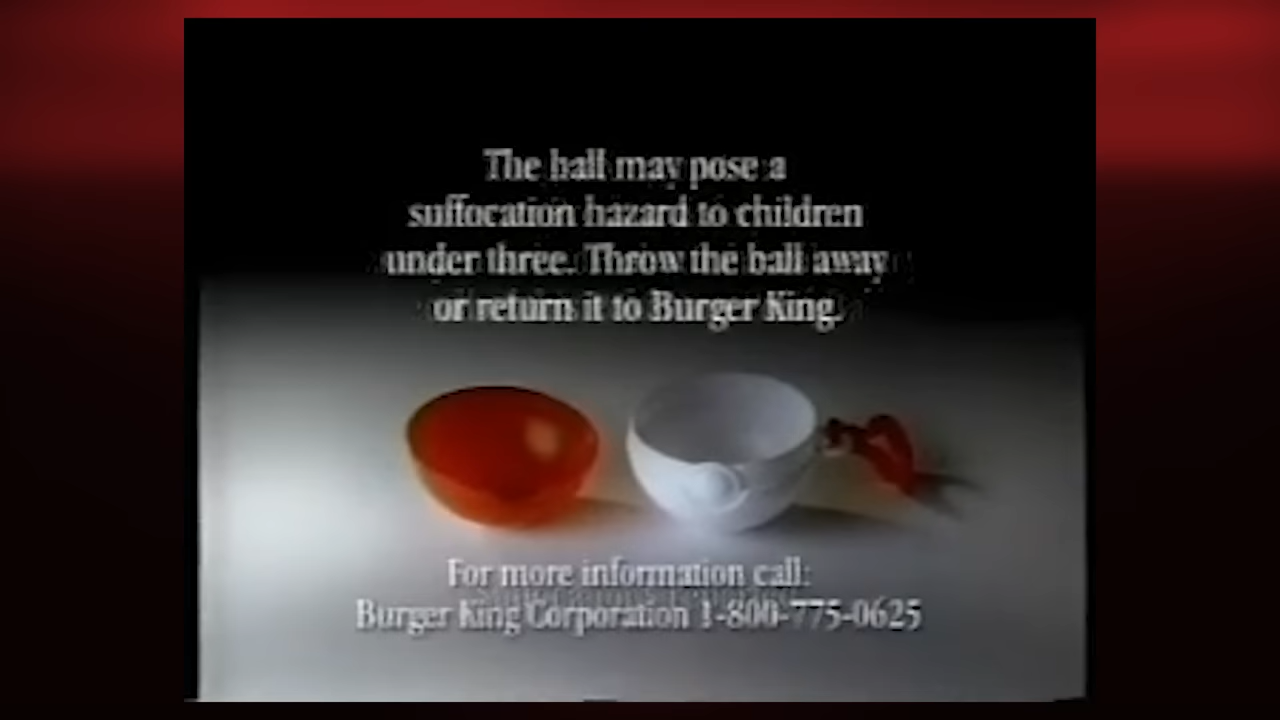 The ball may pose a
suffocation hazard to children
under three. Throw the ball away
or return it to Burger King.
For more information call:
Burger King Corporation 1-800-775-0625